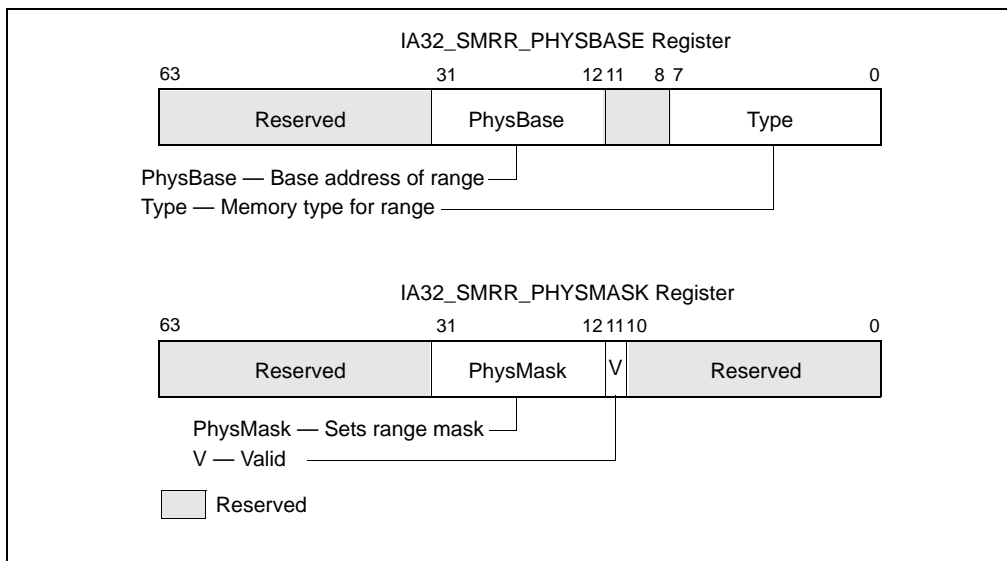 IA32_SMRR_PHYSBASE Register
63 31 12 11 8 7 0
Reserved PhysBase Type
PhysBase — Base address of range
Type — Memory type for range
IA32_SMRR_PHYSMASK Register
63 31 12 11 10 0
Reserved PhysMask V Reserved
PhysMask — Sets range mask
V — Valid
Reserved